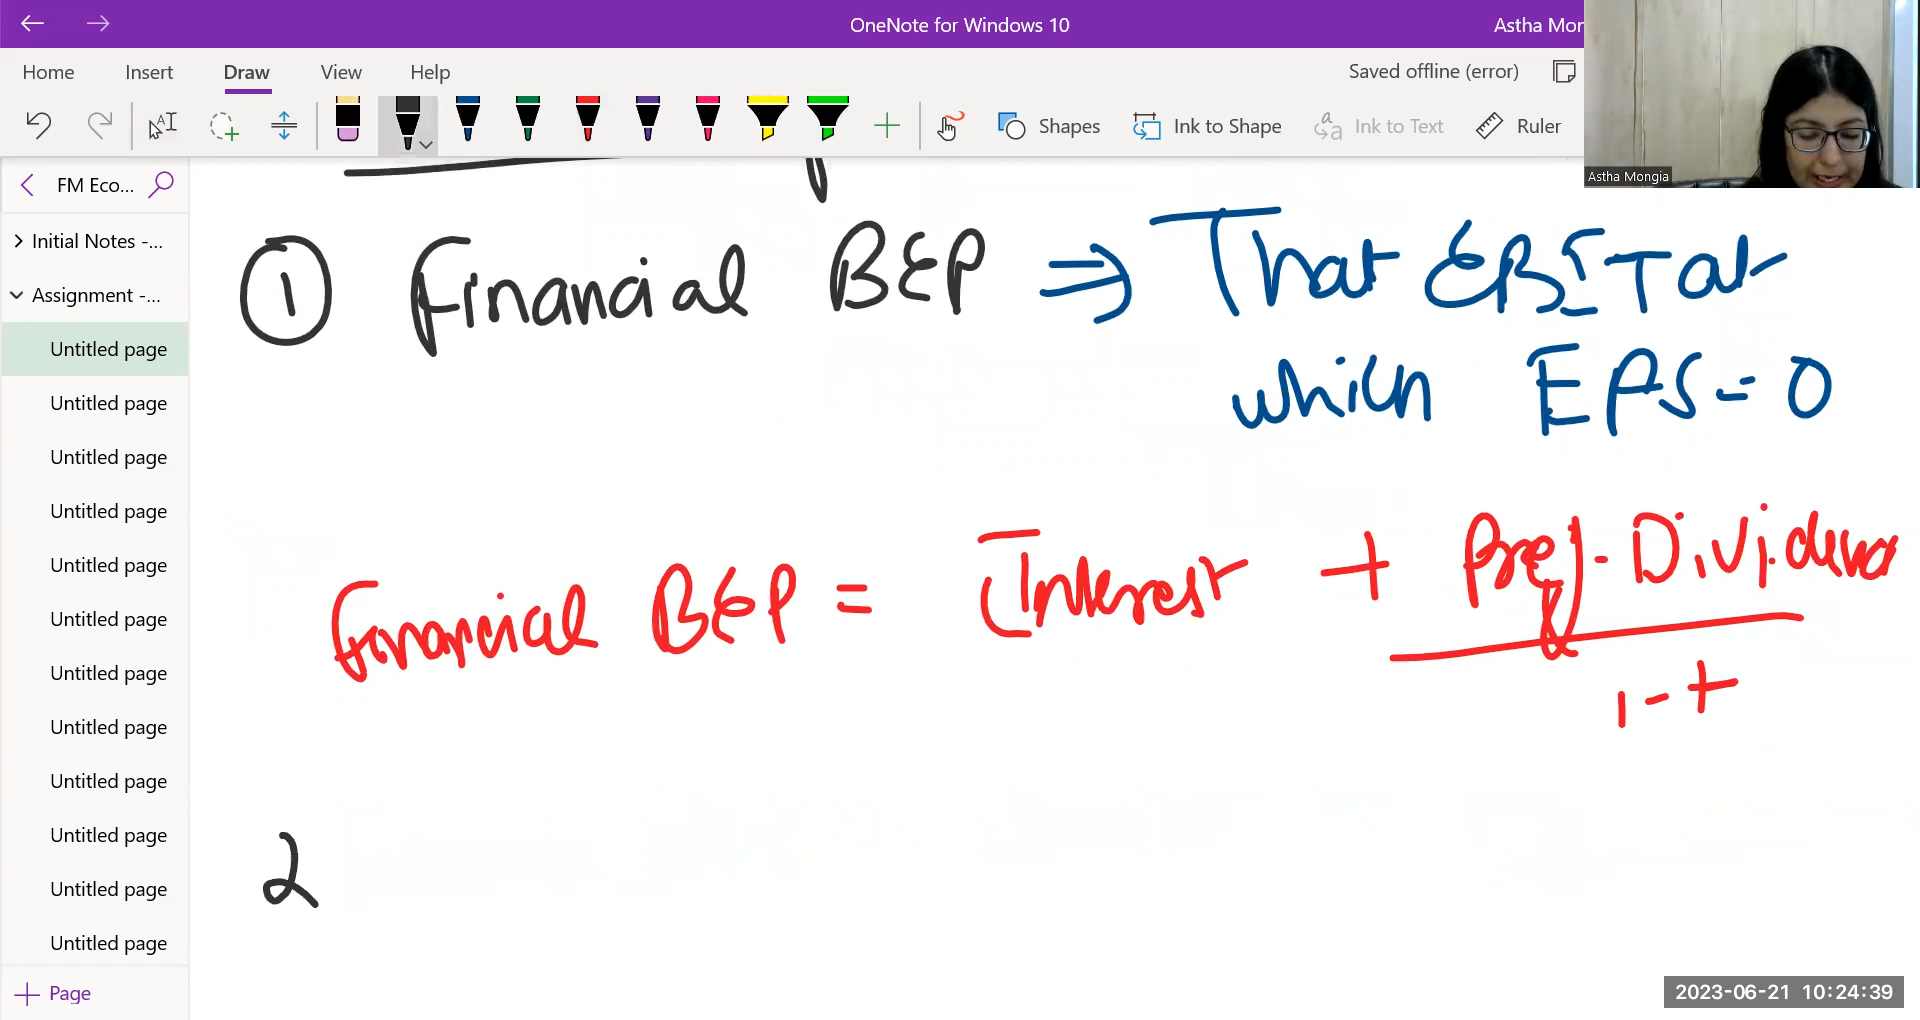 OneNote for Windows 10
Astha Mon
Home Insert Draw View Help
Saved offline (error)
Shapes Ink to Shape Ink to Text Ruler
Astha Mongia
FM Eco...
Initial Notes -...
Assignment -...
Untitled page
Untitled page
Untitled page
Untitled page
Untitled page
Untitled page
Untitled page
Untitled page
Untitled page
Untitled page
Untitled page
Untitled page
Page
① Financial BEP ⇒ That EBIT at
which EPS = 0
Financial BEP = Interest + Pref. Dividend
1-t
2
2023-06-21 10:24:39